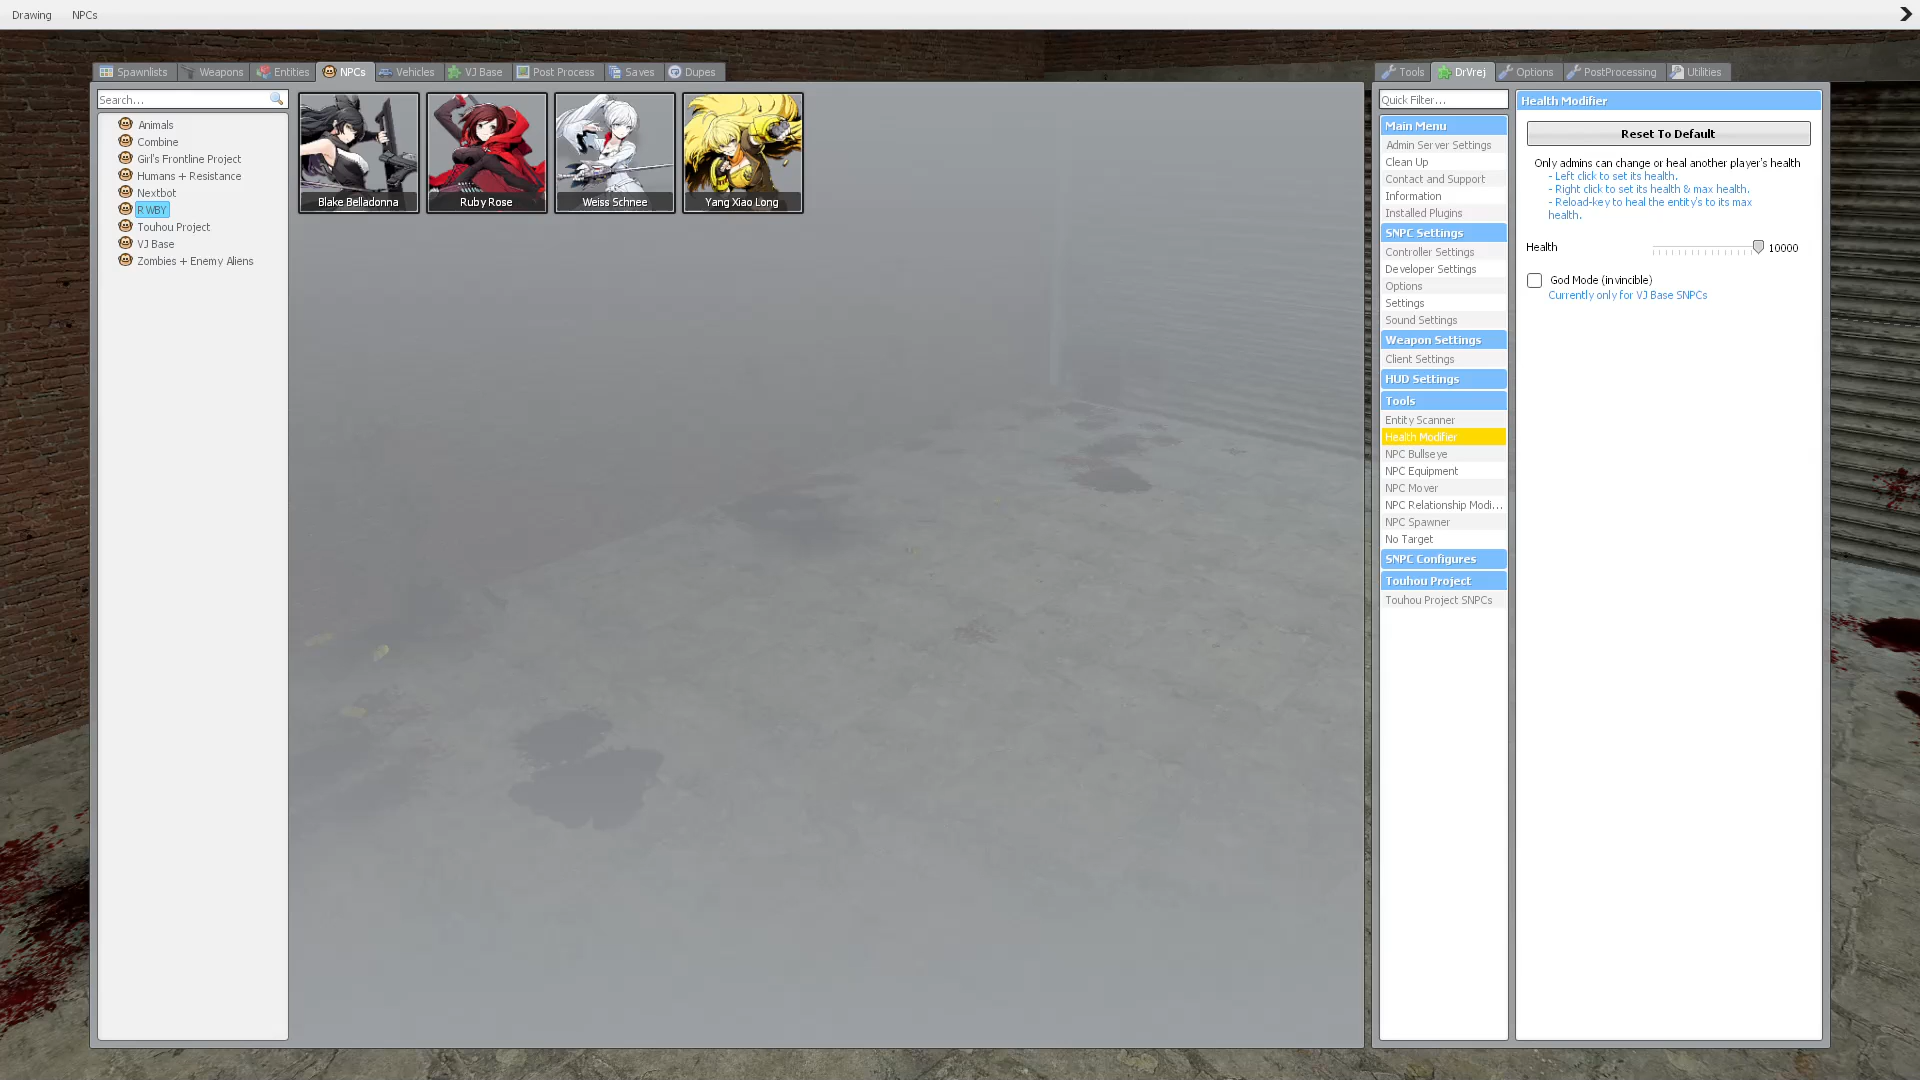 Drawing NPCs
Spawnlists Weapons Entities NPCs Vehicles VJ Base Post Process Saves Dupes
Search...
Animals
Combine
Girl's Frontline Project
Humans + Resistance
Nextbot
RWBY
Touhou Project
VJ Base
Zombies + Enemy Aliens
Blake Belladonna
Ruby Rose
Weiss Schnee
Yang Xiao Long
Tools DrVrej Options PostProcessing Utilities
Quick Filter...
Main Menu
Admin Server Settings
Clean Up
Contact and Support
Information
Installed Plugins
SNPC Settings
Controller Settings
Developer Settings
Options
Settings
Sound Settings
Weapon Settings
Client Settings
HUD Settings
Tools
Entity Scanner
Health Modifier
NPC Bullseye
NPC Equipment
NPC Mover
NPC Relationship Modi...
NPC Spawner
No Target
SNPC Configures
Touhou Project
Touhou Project SNPCs
Health Modifier
Reset To Default
Only admins can change or heal another player's health
- Left click to set its health.
- Right click to set its health & max health.
- Reload-key to heal the entity's to its max
health.
Health 10000
God Mode (invincible)
Currently only for VJ Base SNPCs